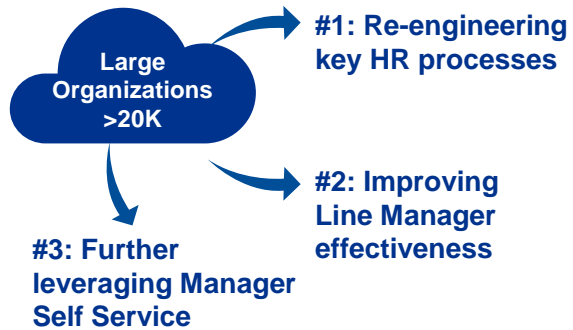 Large
Organizations
>20K
#1: Re-engineering
key HR processes
#2: Improving
Line Manager
effectiveness
#3: Further
leveraging Manager
Self Service